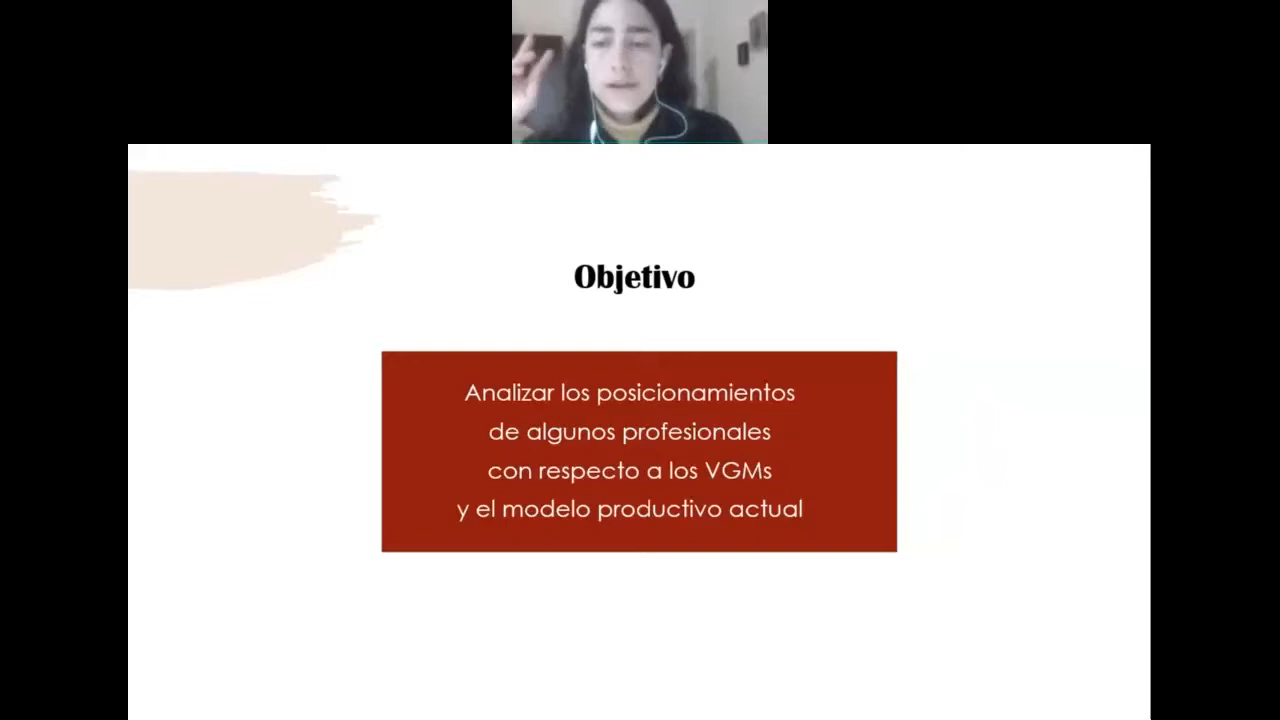 Objetivo
Analizar los posicionamientos
de algunos profesionales
con respecto a los VGMs
y el modelo productivo actual